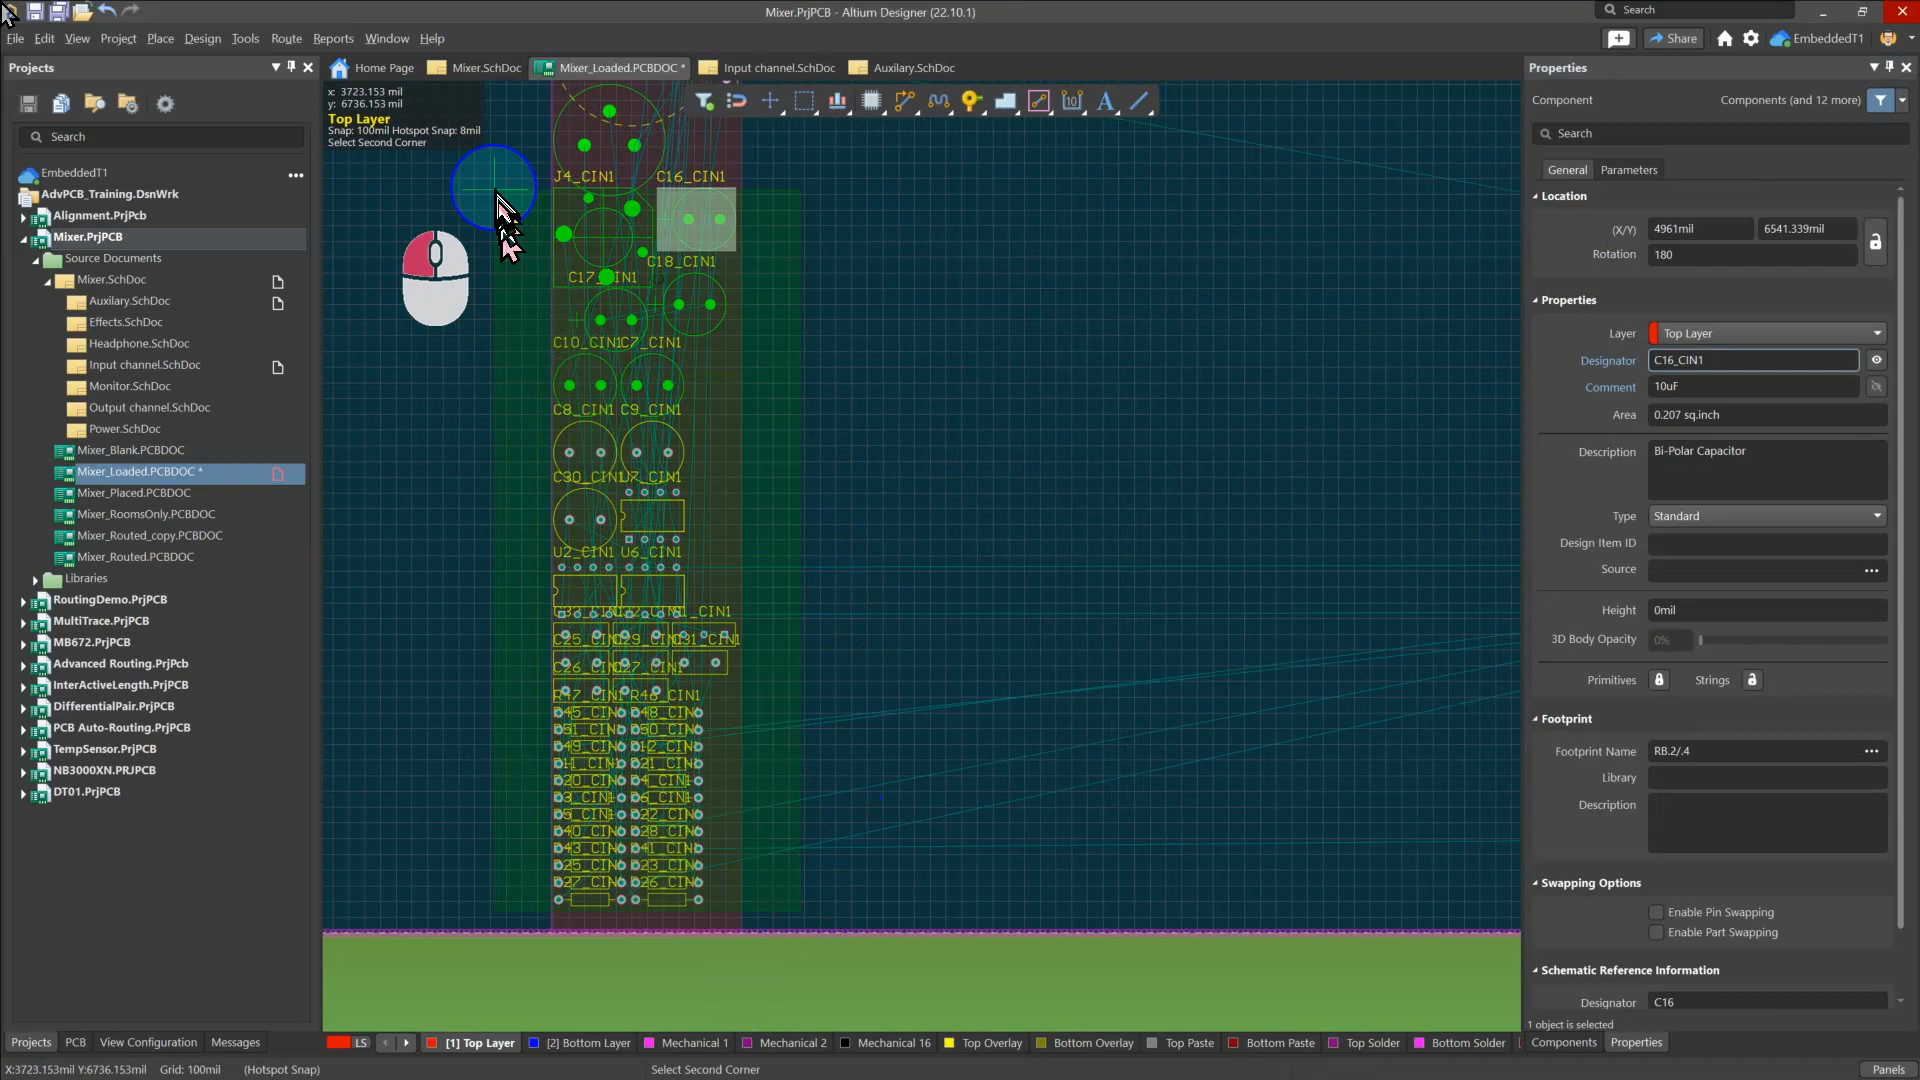 Mixer.PrjPCB - Altium Designer (22.10.1)
Search
File Edit View Project Place Design Tools Route Reports Window Help
Share
EmbeddedT1
Projects
Home Page
Mixer.SchDoc
Mixer_Loaded.PCBDOC *
Input channel.SchDoc
Auxilary.SchDoc
Properties
x: 3723.153 mil
y: 6736.153 mil
Top Layer
Snap: 100mil Hotspot Snap: 8mil
Select Second Corner
Component
Components (and 12 more)
Search
Search
EmbeddedT1
AdvPCB_Training.DsnWrk
Alignment.PrjPcb
Mixer.PrjPCB
Source Documents
Mixer.SchDoc
Auxilary.SchDoc
Effects.SchDoc
Headphone.SchDoc
Input channel.SchDoc
Monitor.SchDoc
Output channel.SchDoc
Power.SchDoc
Mixer_Blank.PCBDOC
Mixer_Loaded.PCBDOC *
Mixer_Placed.PCBDOC
Mixer_RoomsOnly.PCBDOC
Mixer_Routed_copy.PCBDOC
Mixer_Routed.PCBDOC
Libraries
RoutingDemo.PrjPCB
MultiTrace.PrjPCB
MB672.PrjPCB
Advanced Routing.PrjPcb
InterActiveLength.PrjPCB
DifferentialPair.PrjPCB
PCB Auto-Routing.PrjPCB
TempSensor.PrjPCB
NB3000XN.PRJPCB
DT01.PrjPCB
J4_CIN1 C16_CIN1
C18_CIN1
C17_CIN1
C10_CIN1 C7_CIN1
C8_CIN1 C9_CIN1
C30_CIN1 U7_CIN1
U2_CIN1 U6_CIN1
General Parameters
Location
(X/Y) 4961mil 6541.339mil
Rotation 180
Properties
Layer Top Layer
Designator C16_CIN1
Comment 10uF
Area 0.207 sq.inch
Description Bi-Polar Capacitor
Type Standard
Design Item ID
Source
Height 0mil
3D Body Opacity 0%
Primitives Strings
Footprint
Footprint Name RB.2/.4
Library
Description
Swapping Options
Enable Pin Swapping
Enable Part Swapping
Schematic Reference Information
Designator C16
1 object is selected
Projects PCB View Configuration Messages
LS
[1] Top Layer
[2] Bottom Layer
Mechanical 1
Mechanical 2
Mechanical 16
Top Overlay
Bottom Overlay
Top Paste
Bottom Paste
Top Solder
Bottom Solder
Components Properties
X:3723.153mil Y:6736.153mil Grid: 100mil (Hotspot Snap)
Select Second Corner
Panels